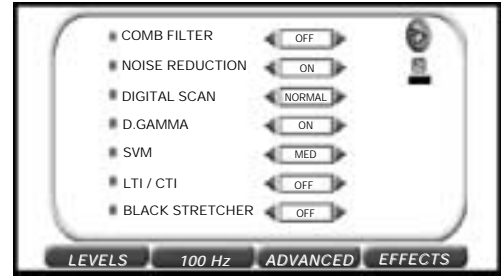 COMB FILTER OFF
NOISE REDUCTION ON
DIGITAL SCAN NORMAL
D.GAMMA ON
SVM MED
LTI / CTI OFF
BLACK STRETCHER OFF
LEVELS 100 Hz ADVANCED EFFECTS